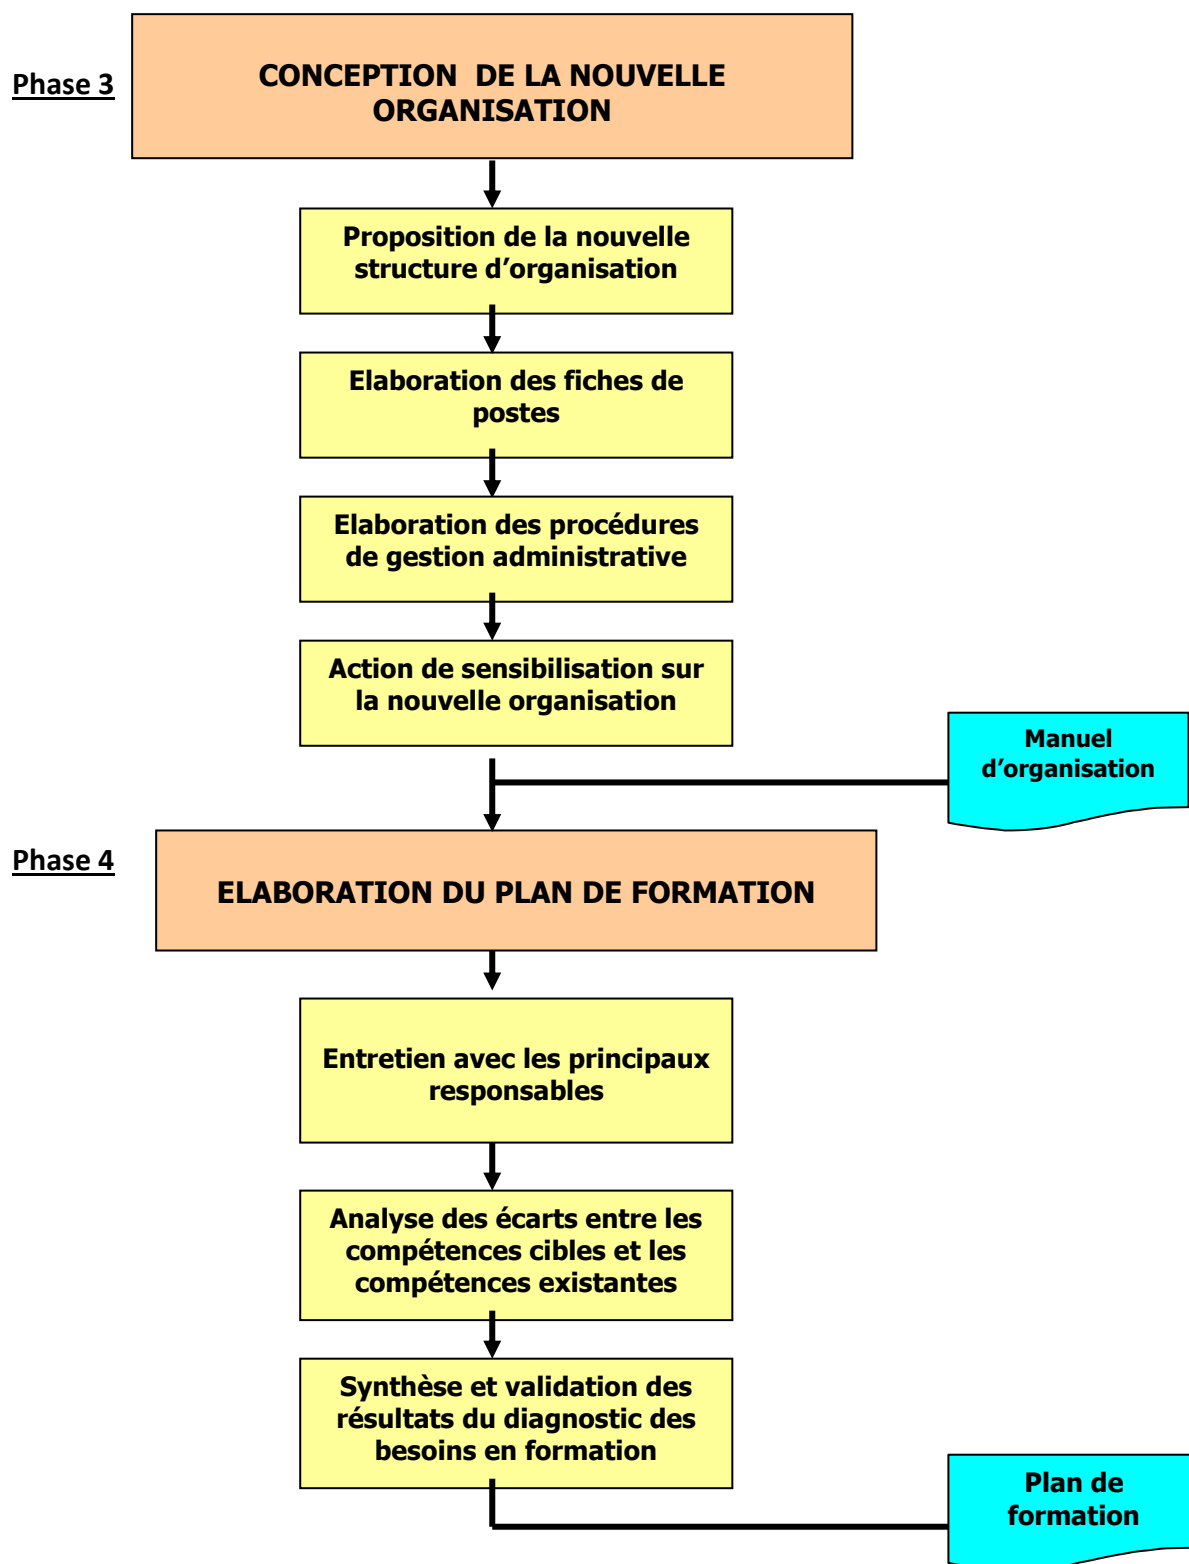 Phase 3
CONCEPTION DE LA NOUVELLE
ORGANISATION
Proposition de la nouvelle
structure d'organisation
Elaboration des fiches de
postes
Elaboration des procédures
de gestion administrative
Action de sensibilisation sur
la nouvelle organisation
Manuel
d'organisation
Phase 4
ELABORATION DU PLAN DE FORMATION
Entretien avec les principaux
responsables
Analyse des écarts entre les
compétences cibles et les
compétences existantes
Synthèse et validation des
résultats du diagnostic des
besoins en formation
Plan de
formation